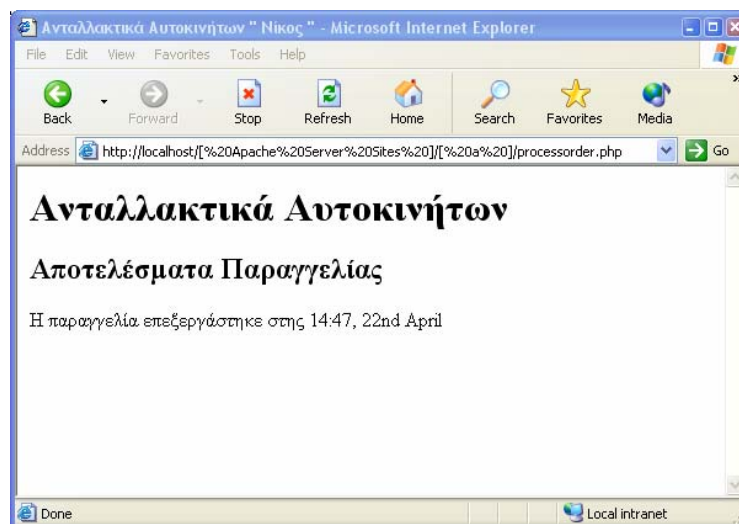 Ανταλλακτικά Αυτοκινήτων " Νικος " - Microsoft Internet Explorer
File Edit View Favorites Tools Help
Back Forward Stop Refresh Home Search Favorites Media »
Address http://localhost/[%20Apache%20Server%20Sites%20]/[%20a%20]/processorder.php Go
Ανταλλακτικά Αυτοκινήτων
Αποτελέσματα Παραγγελίας
Η παραγγελία επεξεργάστηκε στης 14:47, 22nd April
Done Local intranet